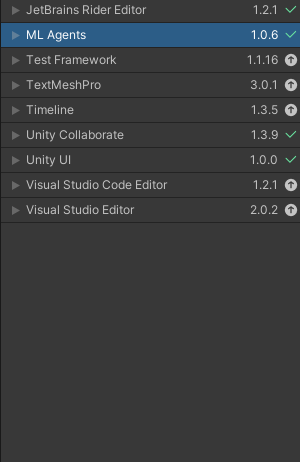 JetBrains Rider Editor 1.2.1
ML Agents 1.0.6
Test Framework 1.1.16
TextMeshPro 3.0.1
Timeline 1.3.5
Unity Collaborate 1.3.9
Unity UI 1.0.0
Visual Studio Code Editor 1.2.1
Visual Studio Editor 2.0.2